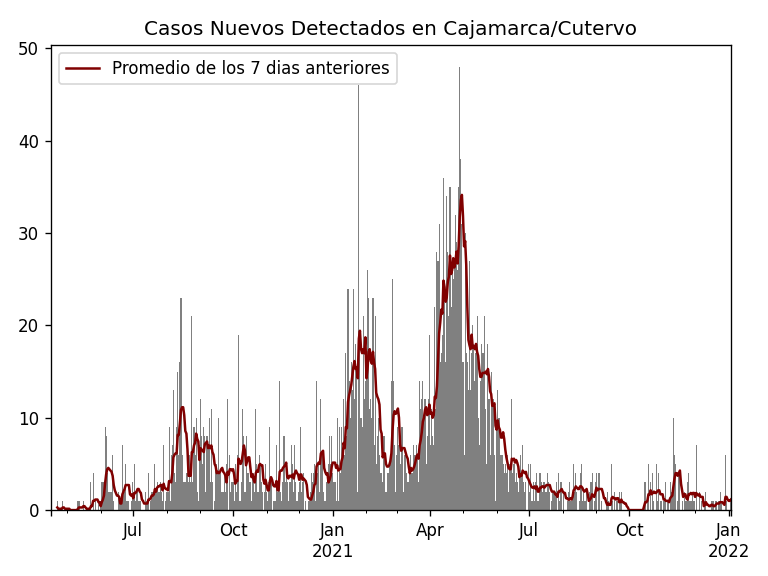 Casos Nuevos Detectados en Cajamarca/Cutervo
Promedio de los 7 dias anteriores
50
40
30
20
10
0
Jul
Oct
Jan
2021
Apr
Jul
Oct
Jan
2022